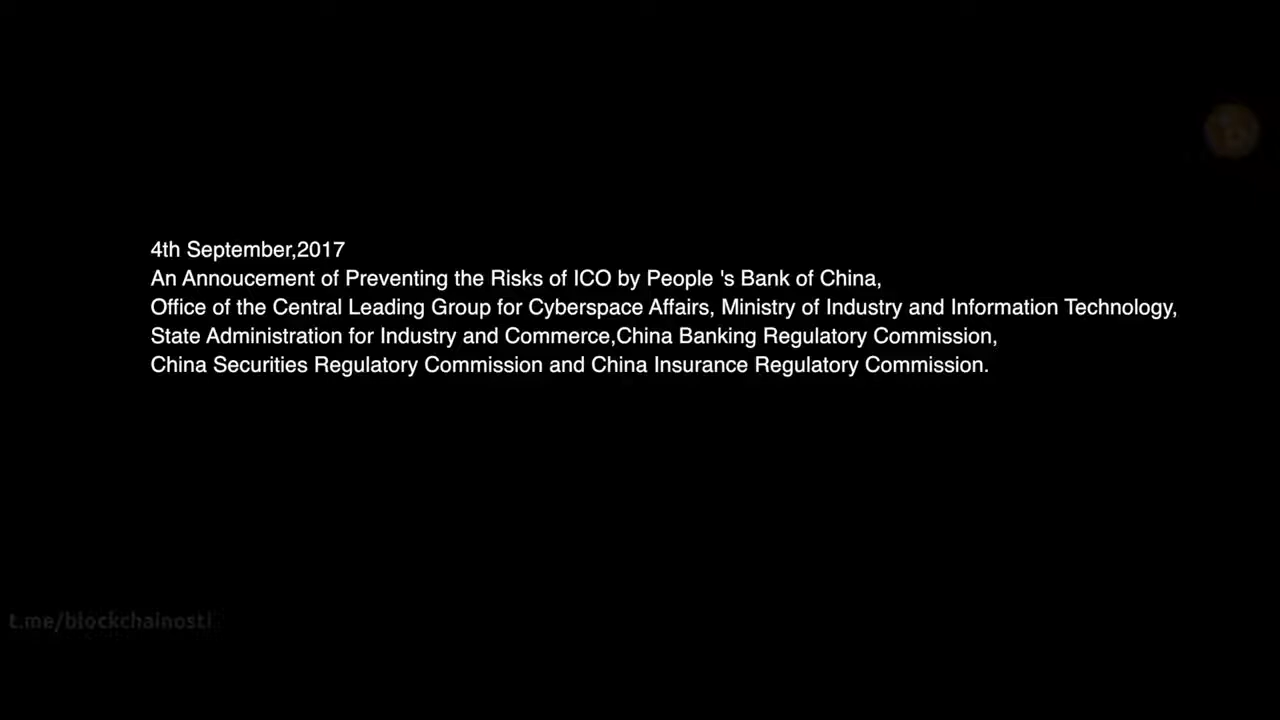 4th September,2017
An Annoucement of Preventing the Risks of ICO by People 's Bank of China,
Office of the Central Leading Group for Cyberspace Affairs, Ministry of Industry and Information Technology,
State Administration for Industry and Commerce,China Banking Regulatory Commission,
China Securities Regulatory Commission and China Insurance Regulatory Commission.